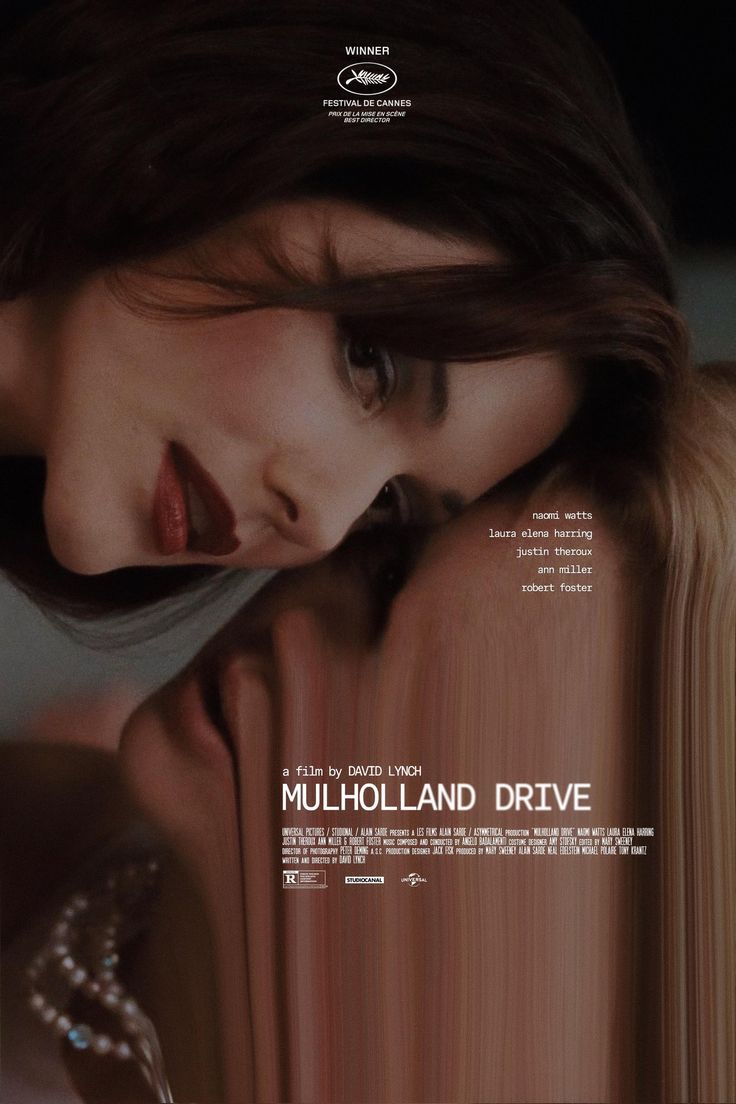 WINNER
FESTIVAL DE CANNES
PRIX DE LA MISE EN SCÈNE
BEST DIRECTOR
naomi watts
laura elena harring
justin theroux
ann miller
robert foster
a film by DAVID LYNCH
MULHOLLAND DRIVE
UNIVERSAL PICTURES / STUDIONAL / ALAIN SARDE PRESENTS A LES FILMS ALAIN SARDE / ASYMMETRICAL PRODUCTION "MULHOLLAND DRIVE" NAOMI WATTS LAURA ELENA HARRING
JUSTIN THEROUX ANN MILLER & ROBERT FOSTER MUSIC COMPOSED AND CONDUCTED BY ANGELO BADALAMENTI COSTUME DESIGNER AMY STOFSKY EDITED BY MARY SWEENEY
DIRECTOR OF PHOTOGRAPHY PETER DEMING A.S.C PRODUCTION DESIGNER JACK FISK PRODUCED BY MARY SWEENEY ALAIN SARDE NEAL EDELSTEIN MICHAEL POLAIRE TONY KRANTZ
WRITTEN AND DIRECTED BY DAVID LYNCH
R
STUDIOCANAL
UNIVERSAL